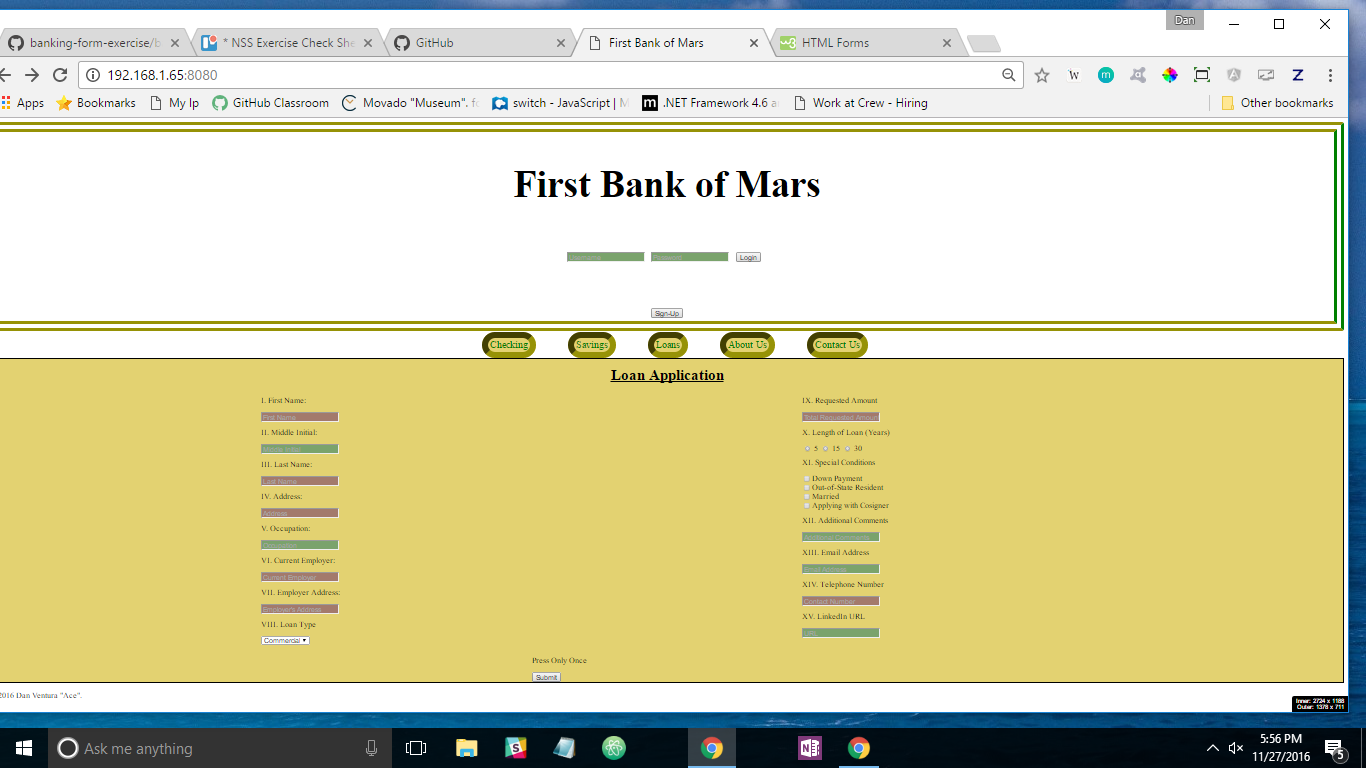 Dan
banking-form-exercise/b
* NSS Exercise Check She
GitHub
First Bank of Mars
HTML Forms
192.168.1.65:8080
Apps
Bookmarks
My Ip
GitHub Classroom
Movado "Museum". fo
switch - JavaScript | M
.NET Framework 4.6 a
Work at Crew - Hiring
Other bookmarks
First Bank of Mars
Username Password Login
Sign-Up
Checking Savings Loans About Us Contact Us
Loan Application
I. First Name:
First Name
II. Middle Initial:
Middle Initial
III. Last Name:
Last Name
IV. Address:
Address
V. Occupation:
Occupation
VI. Current Employer:
Current Employer
VII. Employer Address:
Employer's Address
VIII. Loan Type
Commercial
IX. Requested Amount
Total Requested Amount
X. Length of Loan (Years)
5 15 30
XI. Special Conditions
Down Payment
Out-of-State Resident
Married
Applying with Cosigner
XII. Additional Comments
Additional Comments
XIII. Email Address
Email Address
XIV. Telephone Number
Contact Number
XV. LinkedIn URL
URL
Press Only Once
Submit
2016 Dan Ventura "Ace".
Inner: 2724 x 1188
Outer: 1378 x 711
Ask me anything
5:56 PM
11/27/2016
5